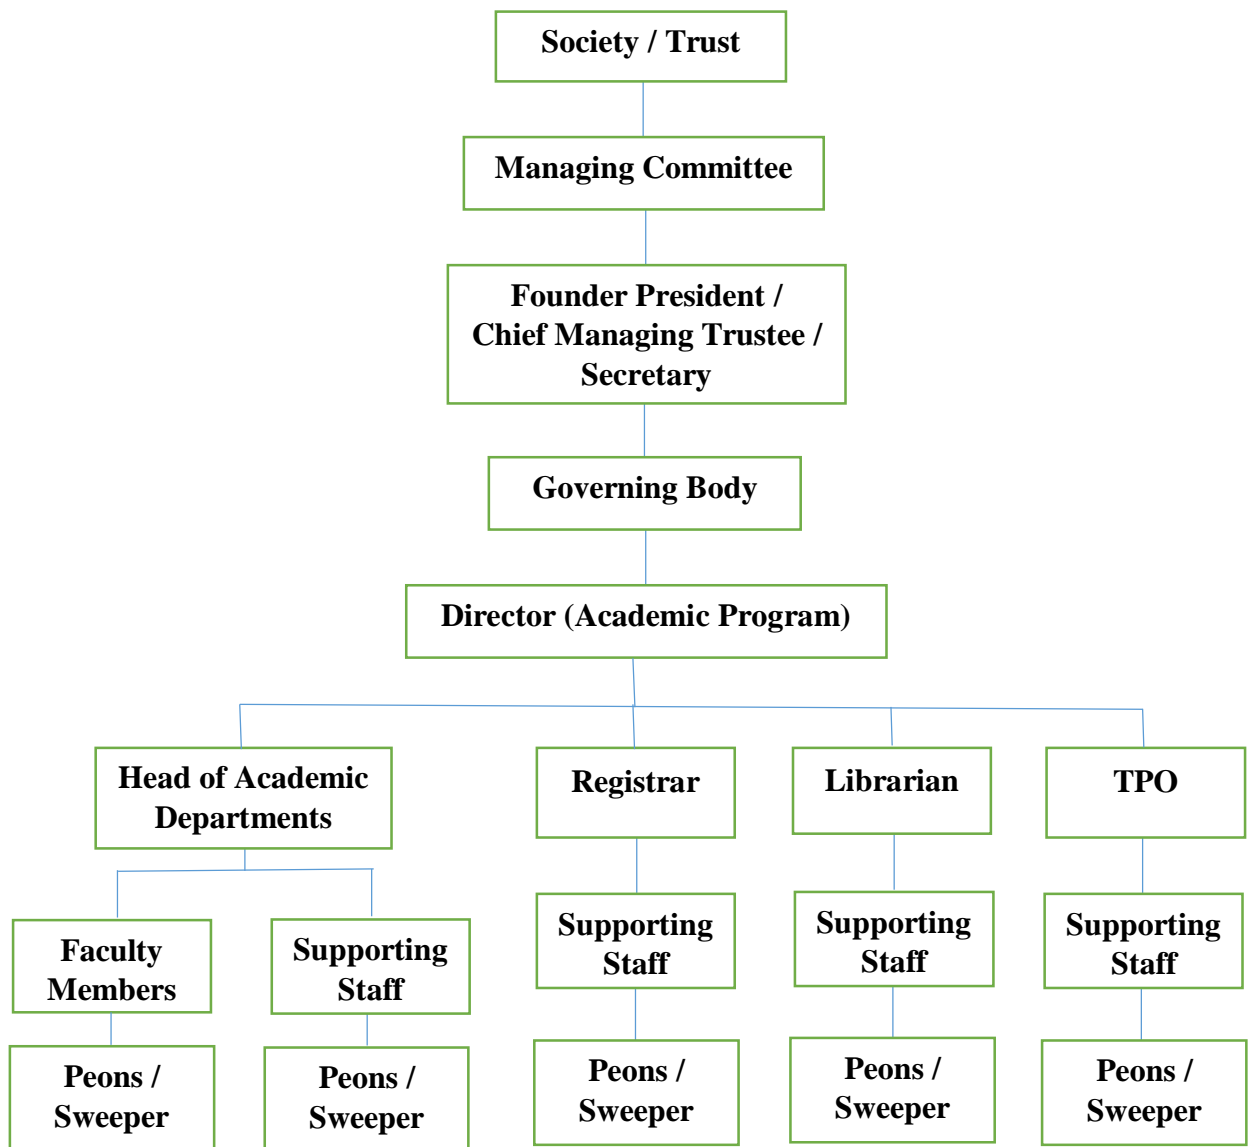 Society / Trust
Managing Committee
Founder President /
Chief Managing Trustee /
Secretary
Governing Body
Director (Academic Program)
Head of Academic
Departments
Registrar
Librarian
TPO
Faculty
Members
Supporting
Staff
Supporting
Staff
Supporting
Staff
Supporting
Staff
Peons /
Sweeper
Peons /
Sweeper
Peons /
Sweeper
Peons /
Sweeper
Peons /
Sweeper